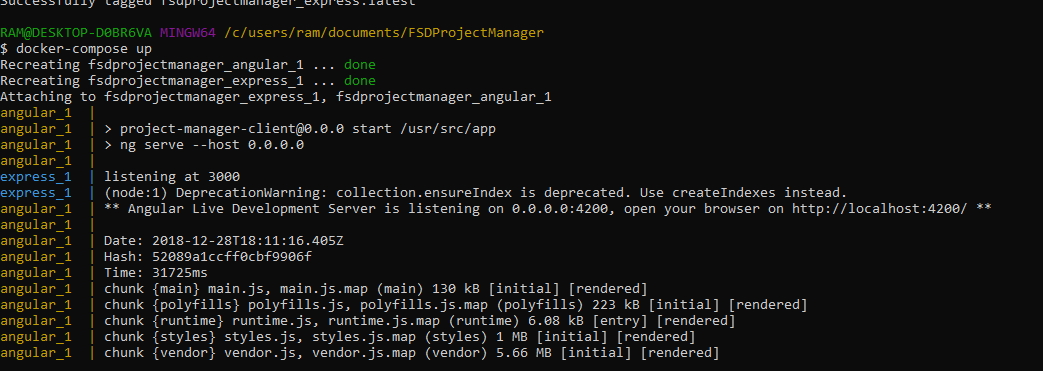 Successfully tagged fsdprojectmanager_express:latest
RAM@DESKTOP-D0BR6VA MINGW64 /c/users/ram/documents/FSDProjectManager
$ docker-compose up
Recreating fsdprojectmanager_angular_1 ... done
Recreating fsdprojectmanager_express_1 ... done
Attaching to fsdprojectmanager_express_1, fsdprojectmanager_angular_1
angular_1  |
angular_1  | > project-manager-client@0.0.0 start /usr/src/app
angular_1  | > ng serve --host 0.0.0.0
angular_1  |
express_1  | listening at 3000
express_1  | (node:1) DeprecationWarning: collection.ensureIndex is deprecated. Use createIndexes instead.
angular_1  | ** Angular Live Development Server is listening on 0.0.0.0:4200, open your browser on http://localhost:4200/ **
angular_1  |
angular_1  | Date: 2018-12-28T18:11:16.405Z
angular_1  | Hash: 52089a1ccff0cbf9906f
angular_1  | Time: 31725ms
angular_1  | chunk {main} main.js, main.js.map (main) 130 kB [initial] [rendered]
angular_1  | chunk {polyfills} polyfills.js, polyfills.js.map (polyfills) 223 kB [initial] [rendered]
angular_1  | chunk {runtime} runtime.js, runtime.js.map (runtime) 6.08 kB [entry] [rendered]
angular_1  | chunk {styles} styles.js, styles.js.map (styles) 1 MB [initial] [rendered]
angular_1  | chunk {vendor} vendor.js, vendor.js.map (vendor) 5.66 MB [initial] [rendered]